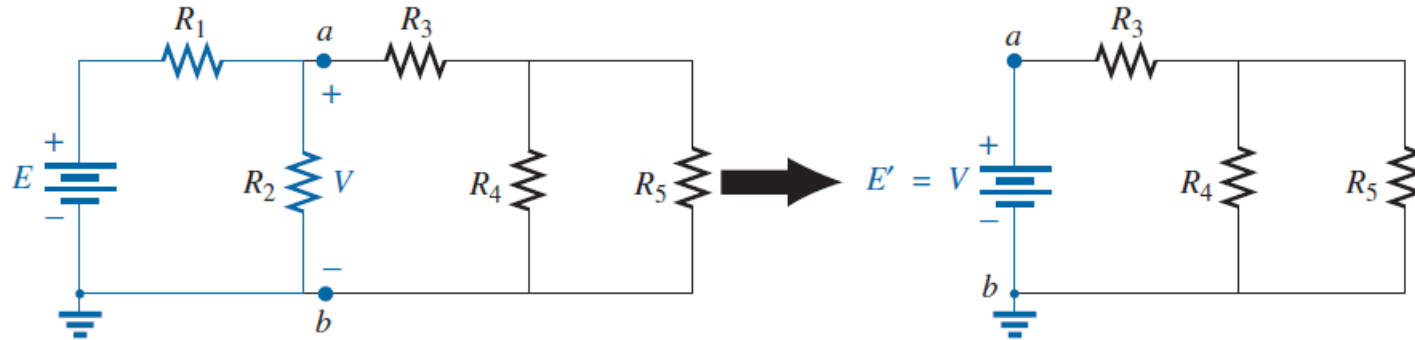 R₁
a
R₃
+
+
E
−
R₂
V
R₄
R₅
−
b
a
R₃
+
E′ = V
−
R₄
R₅
b